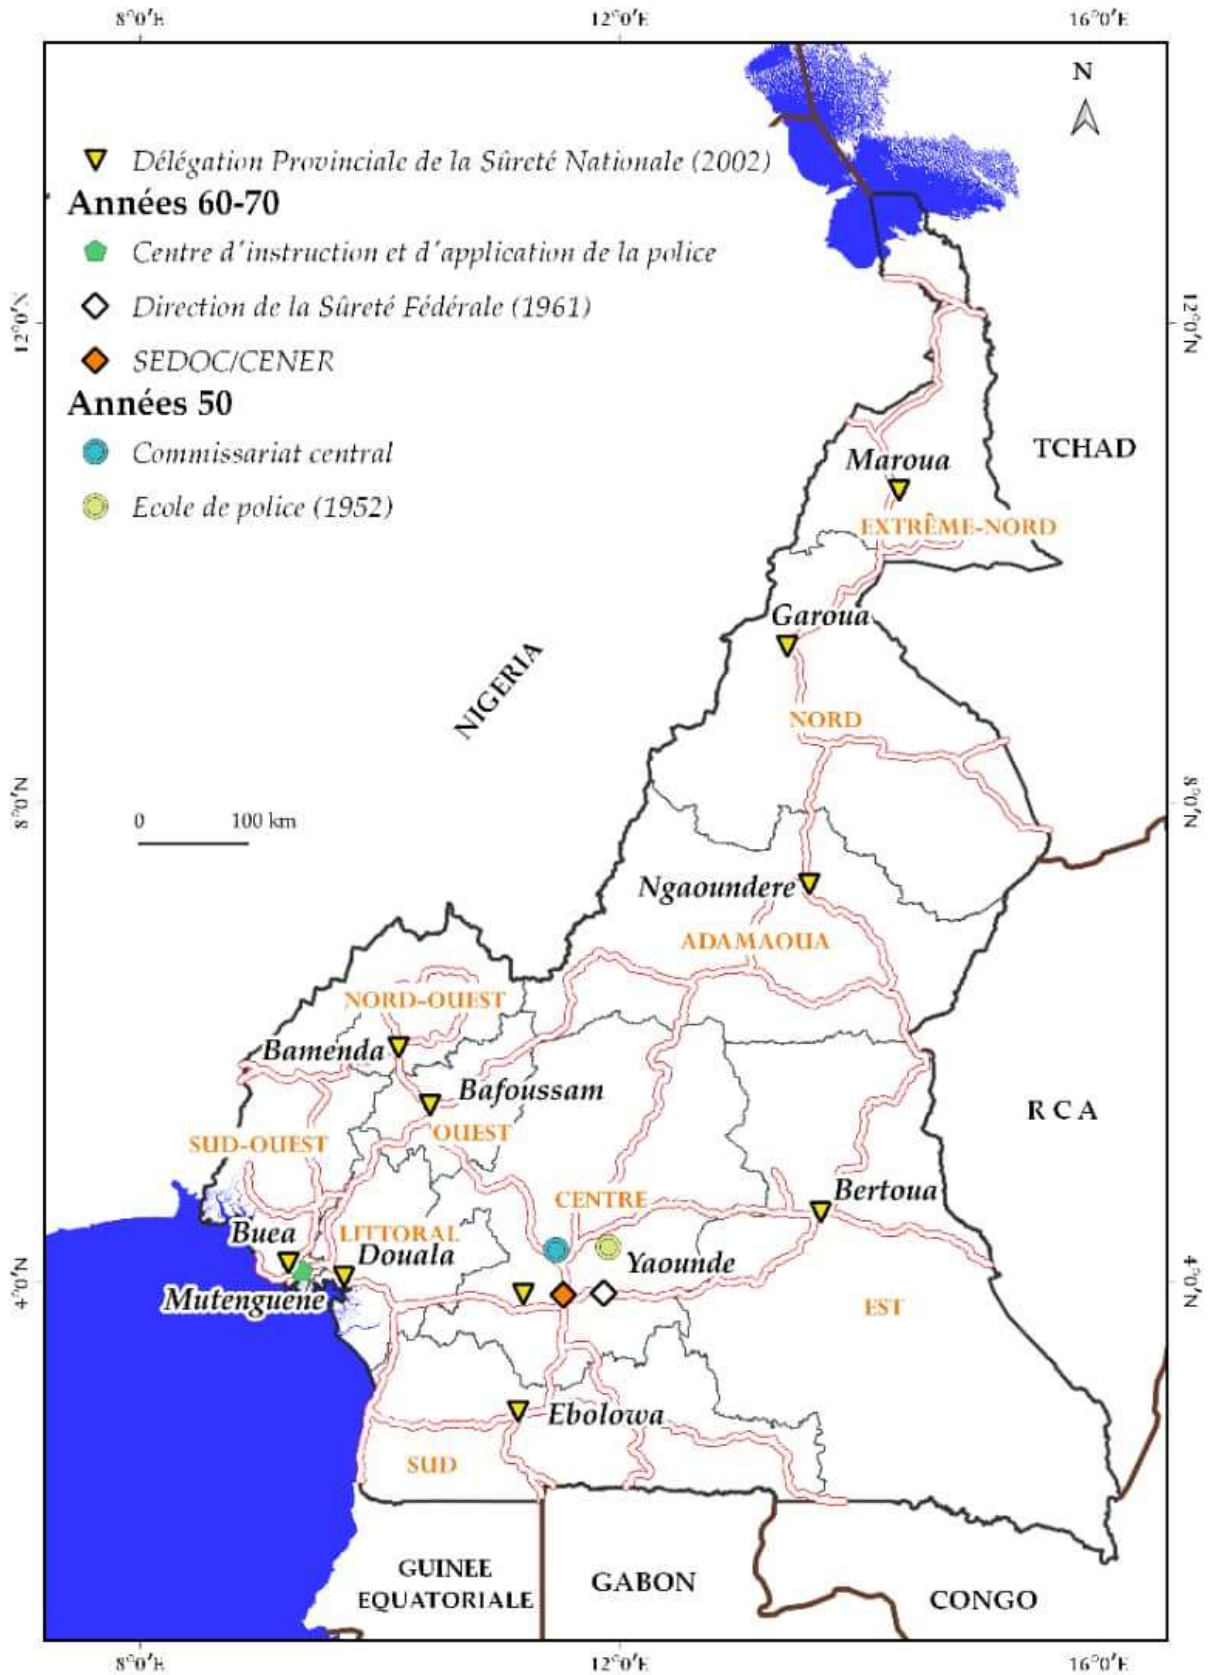 8°0'E 12°0'E 16°0'E
N
Délégation Provinciale de la Sûreté Nationale (2002)
Années 60-70
Centre d'instruction et d'application de la police
Direction de la Sûreté Fédérale (1961)
SEDOC/CENER
Années 50
Commissariat central
Ecole de police (1952)
12°0'N
12°0'N
TCHAD
Maroua
EXTRÊME-NORD
Garoua
NIGERIA
NORD
8°0'N
8°0'N
0 100 km
Ngaoundere
ADAMAOUA
NORD-OUEST
Bamenda
Bafoussam
RCA
OUEST
SUD-OUEST
Bertoua
CENTRE
Buea
LITTORAL
Douala
Yaounde
4°0'N
4°0'N
Mutenguene
EST
Ebolowa
SUD
GUINEE
EQUATORIALE
GABON
CONGO
8°0'E 12°0'E 16°0'E